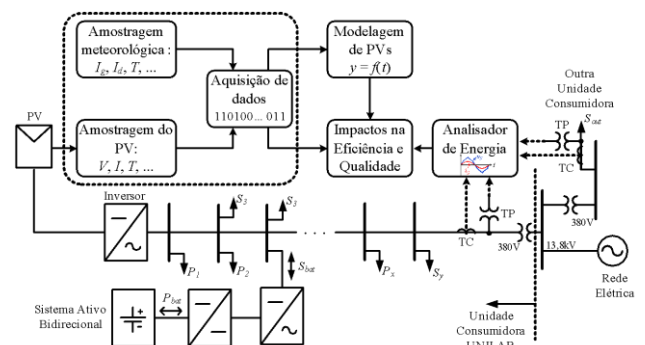 Amostragem
meteorológica :
I_g, I_d, T, ...
Modelagem
de PVs
y = f(t)
Aquisição de
dados
110100... 011
Outra
Unidade
Consumidora
PV
Amostragem do
PV:
V, I, T, ...
Impactos na
Eficiência e
Qualidade
Analisador
de Energia
TP
S_out
TC
Inversor
S_3
S_3
TP
380V
...
TC
380V
13,8kV
P_1
P_2
S_bat
P_x
S_y
Rede
Elétrica
Sistema Ativo
Bidirecional
P_bat
Unidade
Consumidora
UNILAB